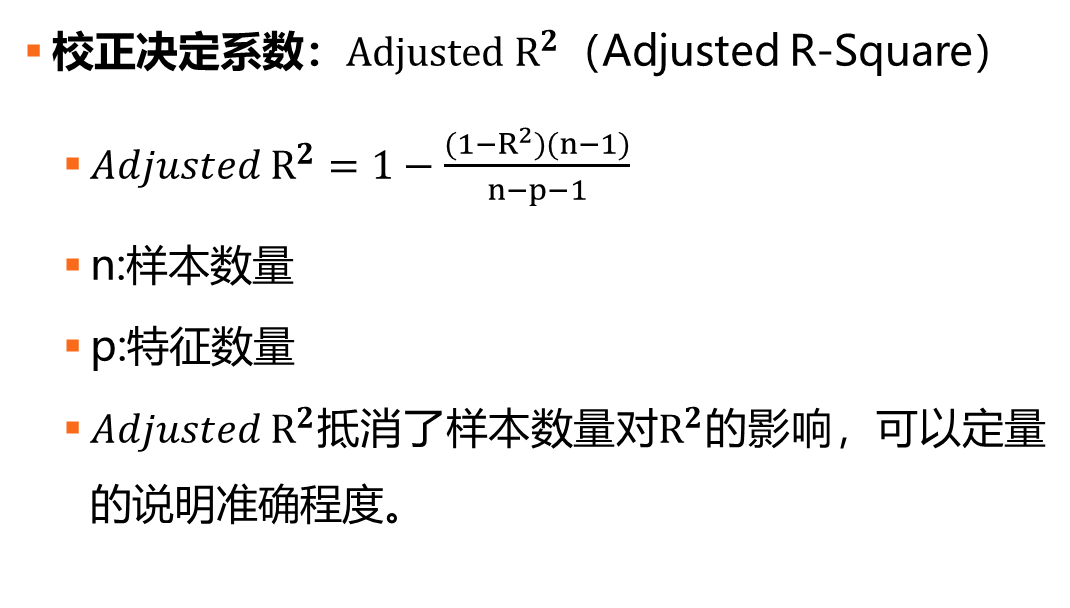 ▪ 校正决定系数：Adjusted R²（Adjusted R-Square）
▪ Adjusted R² = 1 − (1−R²)(n−1) / n−p−1
▪ n:样本数量
▪ p:特征数量
▪ Adjusted R²抵消了样本数量对R²的影响，可以定量
的说明准确程度。